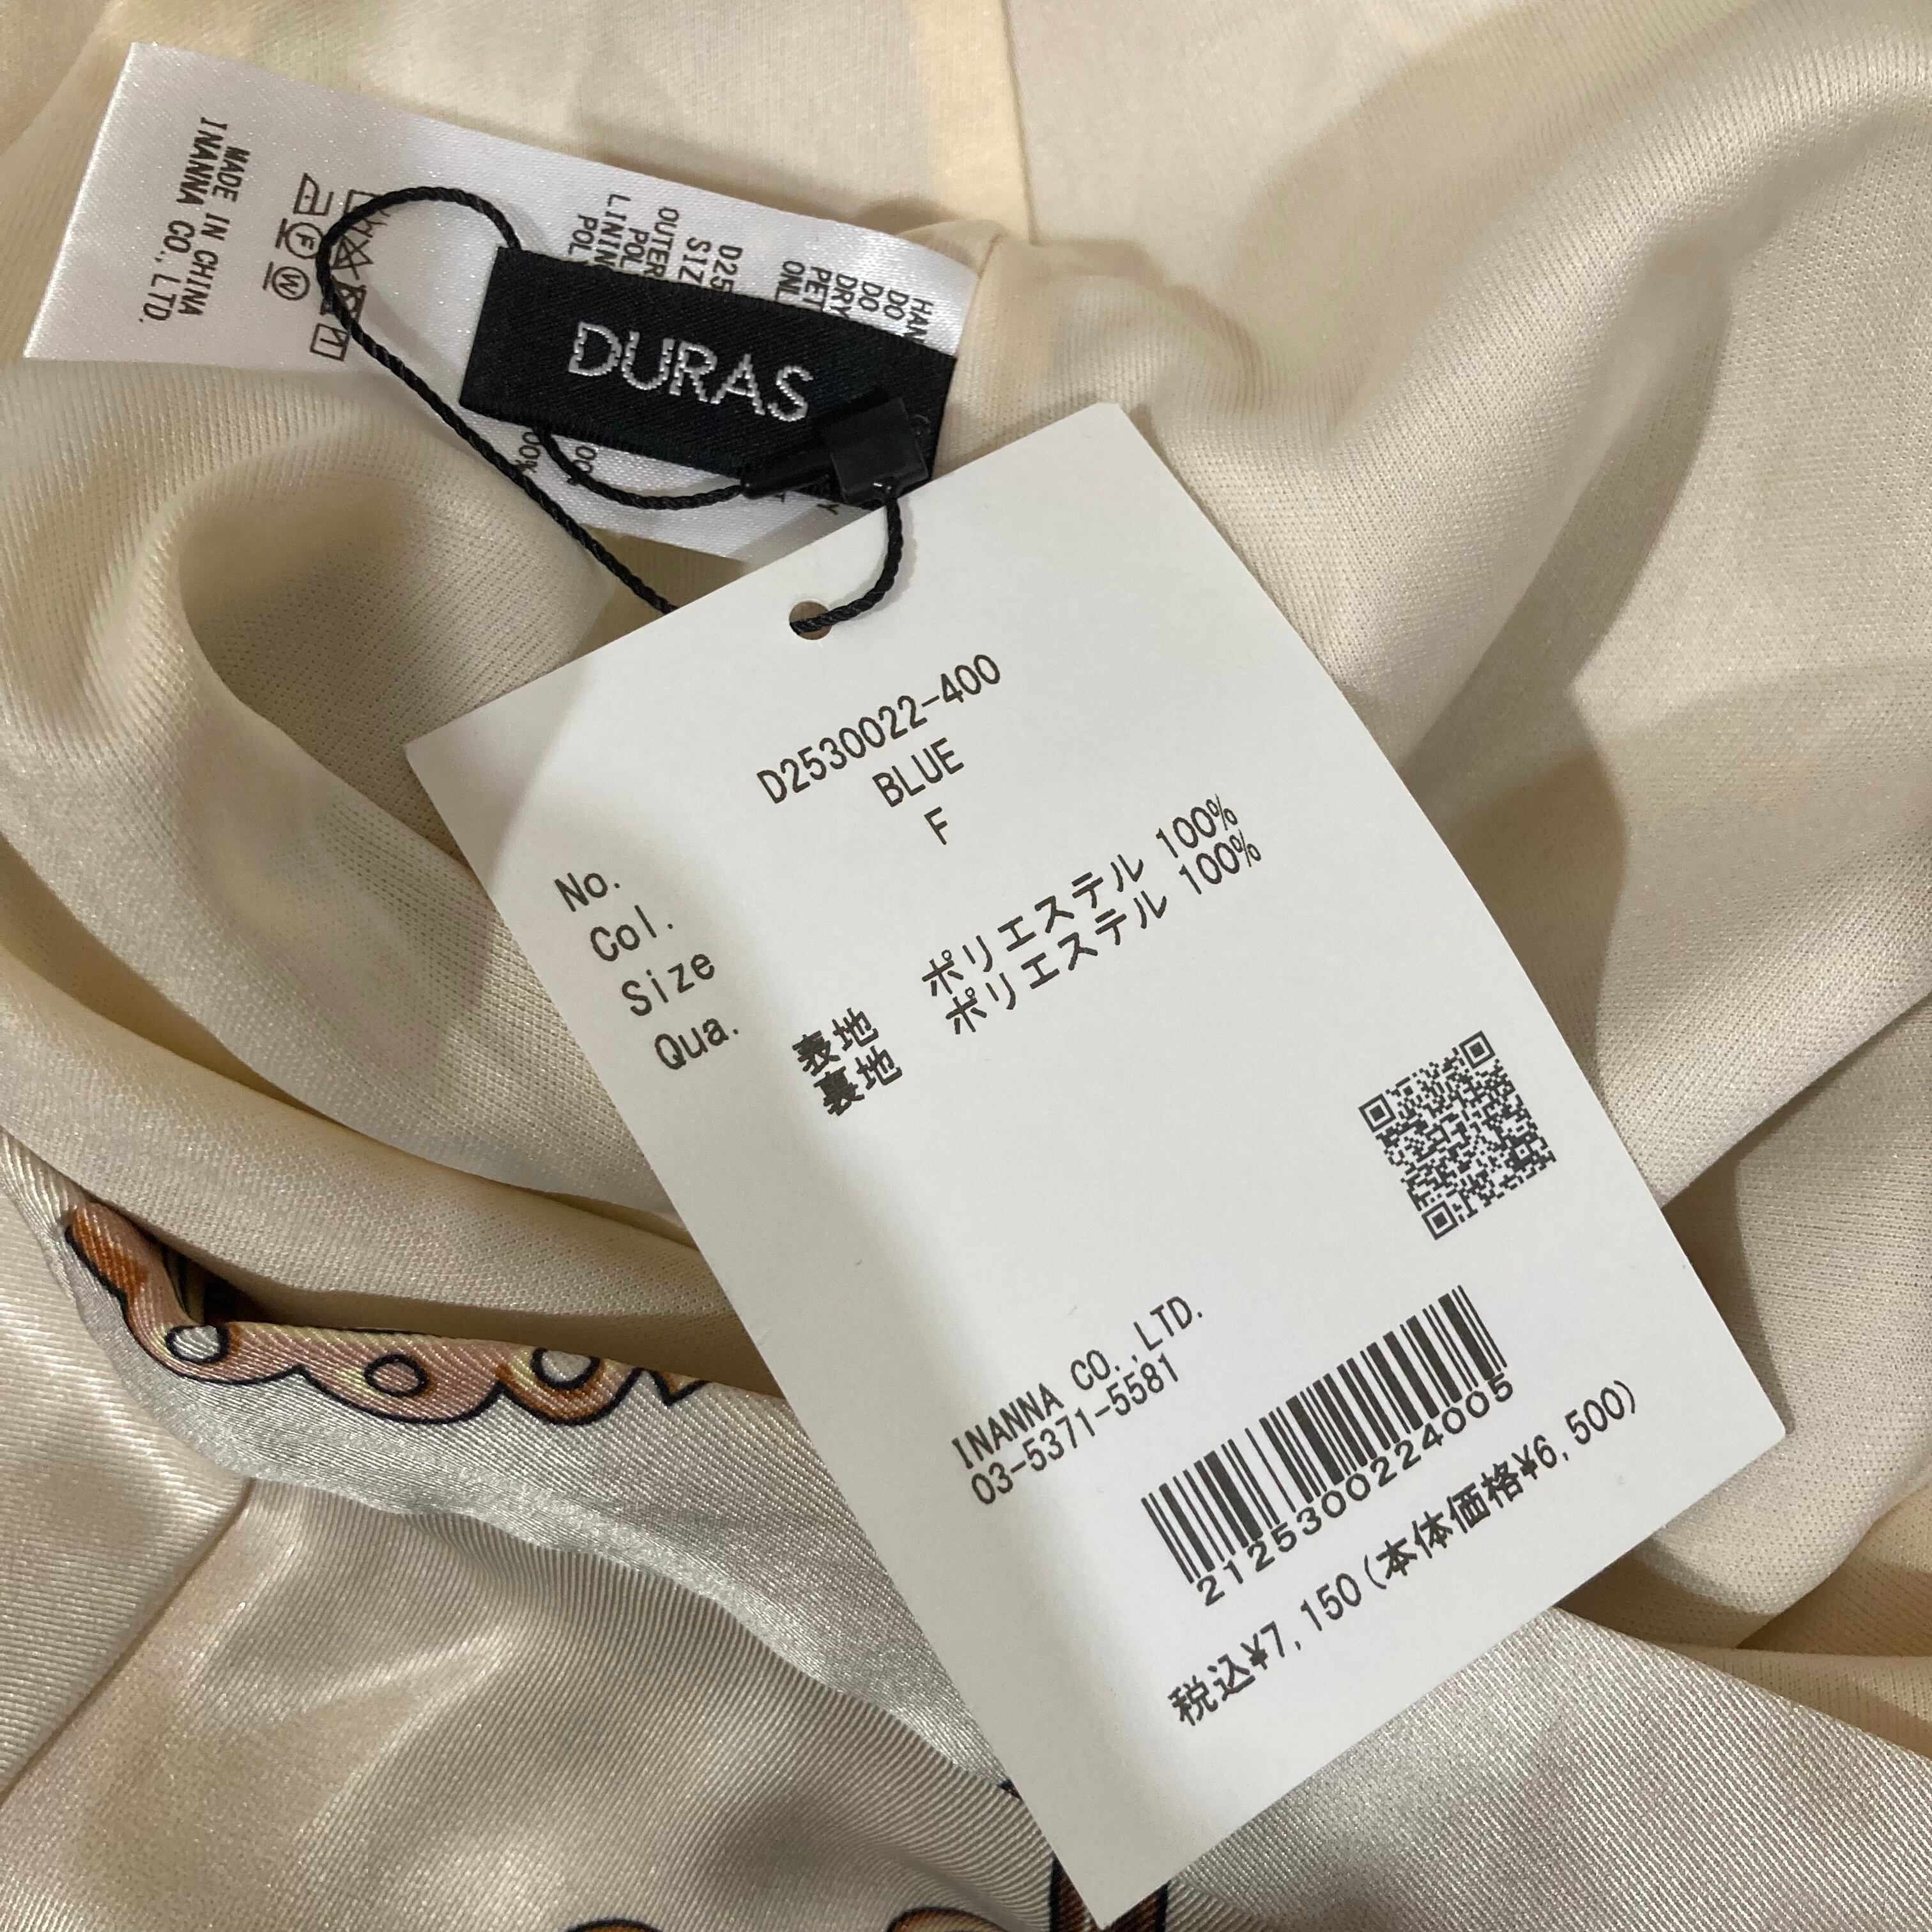 MADE IN CHINA
INANNA CO., LTD.
F
W
DURAS
D2530022-400
BLUE
F
No.
Col.
Size
Qua.
表地 ポリエステル 100%
裏地 ポリエステル 100%
INANNA CO.,LTD.
03-5371-5581
2125300224005
税込¥7,150(本体価格¥6,500)